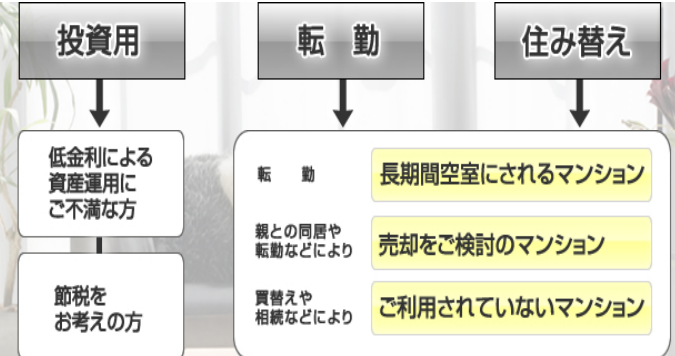 投資用
転 勤
住み替え
低金利による
資産運用に
ご不満な方
節税を
お考えの方
転 勤
長期間空室にされるマンション
親との同居や
転勤などにより
売却をご検討のマンション
買替えや
相続などにより
ご利用されていないマンション